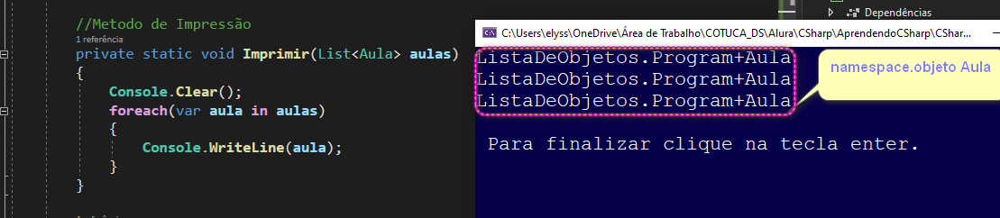 //Metodo de Impressão
1 referência
private static void Imprimir(List<Aula> aulas)
{
Console.Clear();
foreach(var aula in aulas)
{
Console.WriteLine(aula);
}
}
Dependências
C:\Users\elyss\OneDrive\Área de Trabalho\COTUCA_DS\Alura\CSharp\AprendendoCSharp\CShar...
ListaDeObjetos.Program+Aula
ListaDeObjetos.Program+Aula
ListaDeObjetos.Program+Aula
namespace.objeto Aula
Para finalizar clique na tecla enter.